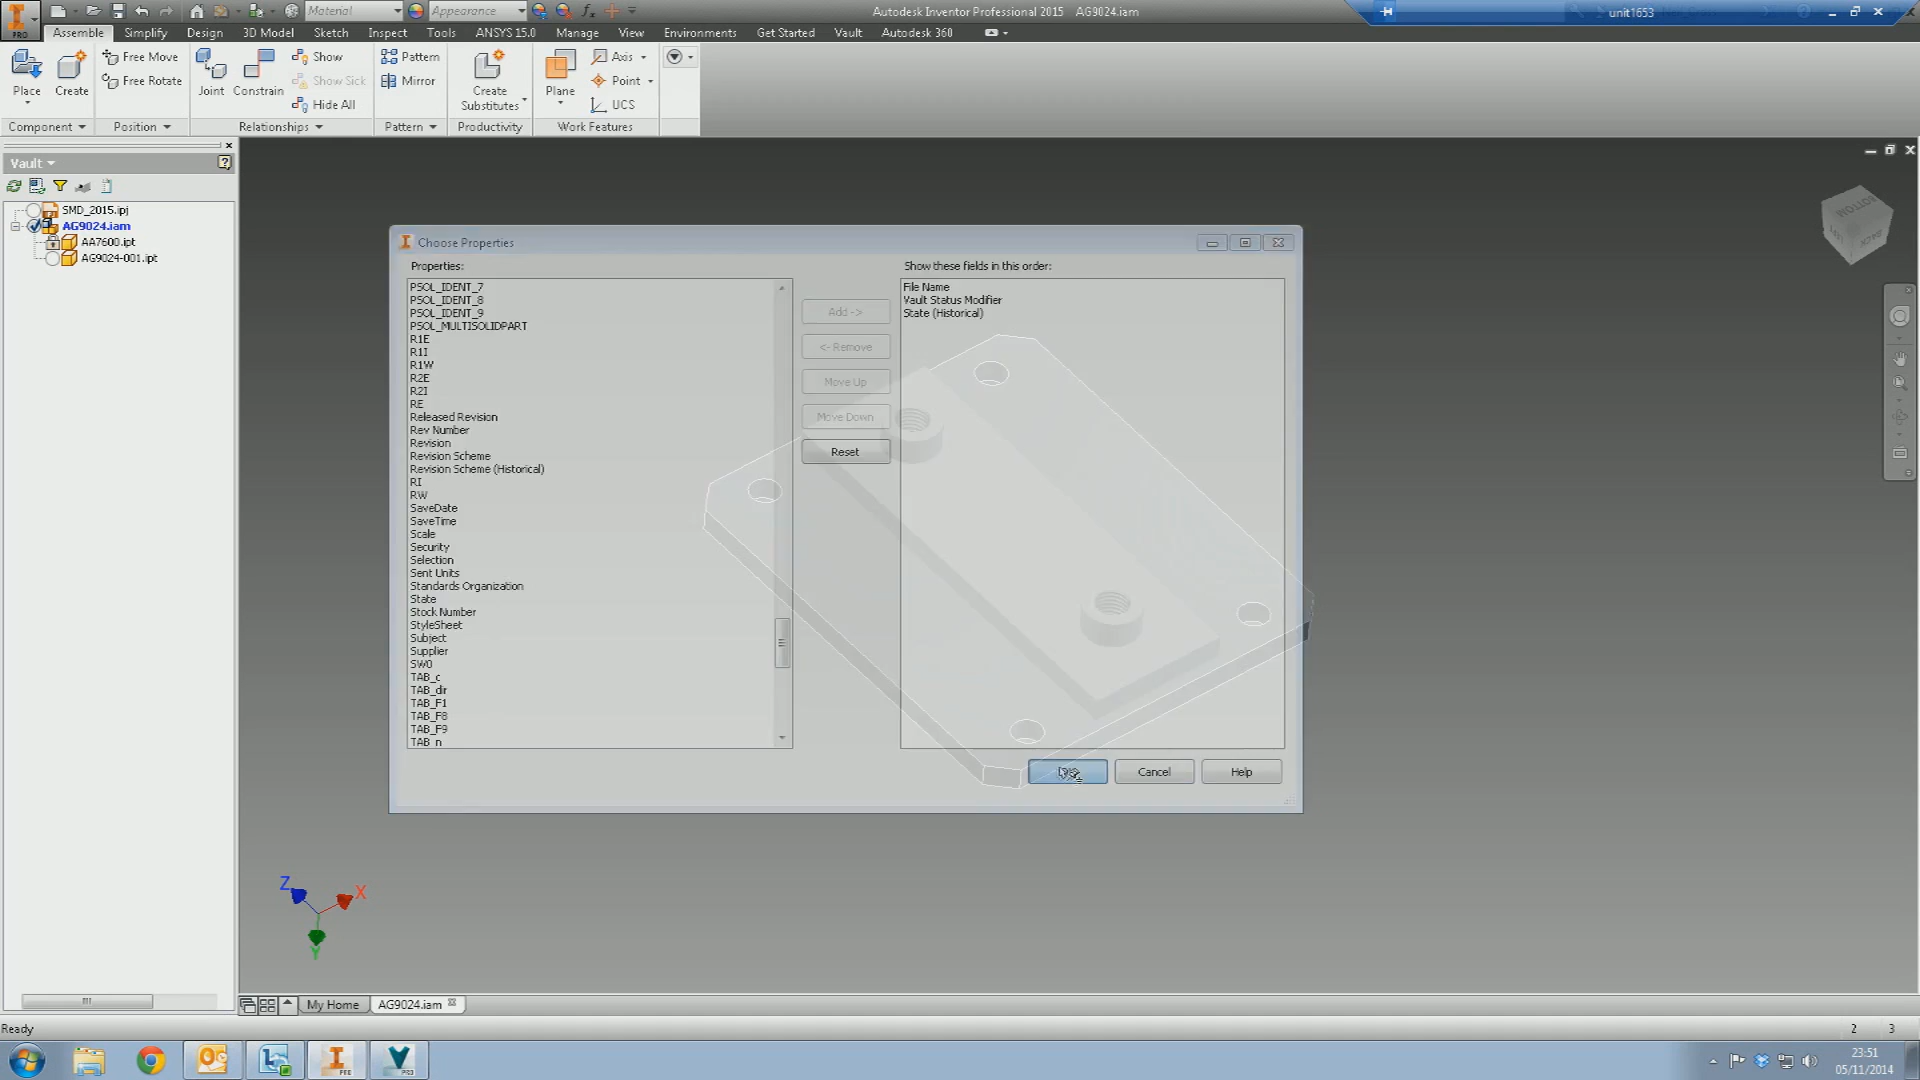 Material
Appearance
Autodesk Inventor Professional 2015 AG9024.iam
unit1653
PRO
Assemble Simplify Design 3D Model Sketch Inspect Tools ANSYS 15.0 Manage View Environments Get Started Vault Autodesk 360
Place
Create
Free Move
Free Rotate
Joint
Constrain
Show
Show Sick
Hide All
Pattern
Mirror
Create
Substitutes
Plane
Axis
Point
UCS
Component Position Relationships Pattern Productivity Work Features
Vault
SMD_2015.ipj
AG9024.iam
AA7600.ipt
AG9024-001.ipt
BOTTOM
BACK
Choose Properties
Properties:
PSOL_IDENT_7
PSOL_IDENT_8
PSOL_IDENT_9
PSOL_MULTISOLIDPART
R1E
R1I
R1W
R2E
R2I
RE
Released Revision
Rev Number
Revision
Revision Scheme
Revision Scheme (Historical)
RI
RW
SaveDate
SaveTime
Scale
Security
Selection
Sent Units
Standards Organization
State
Stock Number
StyleSheet
Subject
Supplier
SW0
TAB_c
TAB_dir
TAB_F1
TAB_F8
TAB_F9
TAB_n
Add ->
<- Remove
Move Up
Move Down
Reset
Show these fields in this order:
File Name
Vault Status Modifier
State (Historical)
Cancel
Help
Z
X
Y
My Home
AG9024.iam
Ready
2 3
23:51
05/11/2014